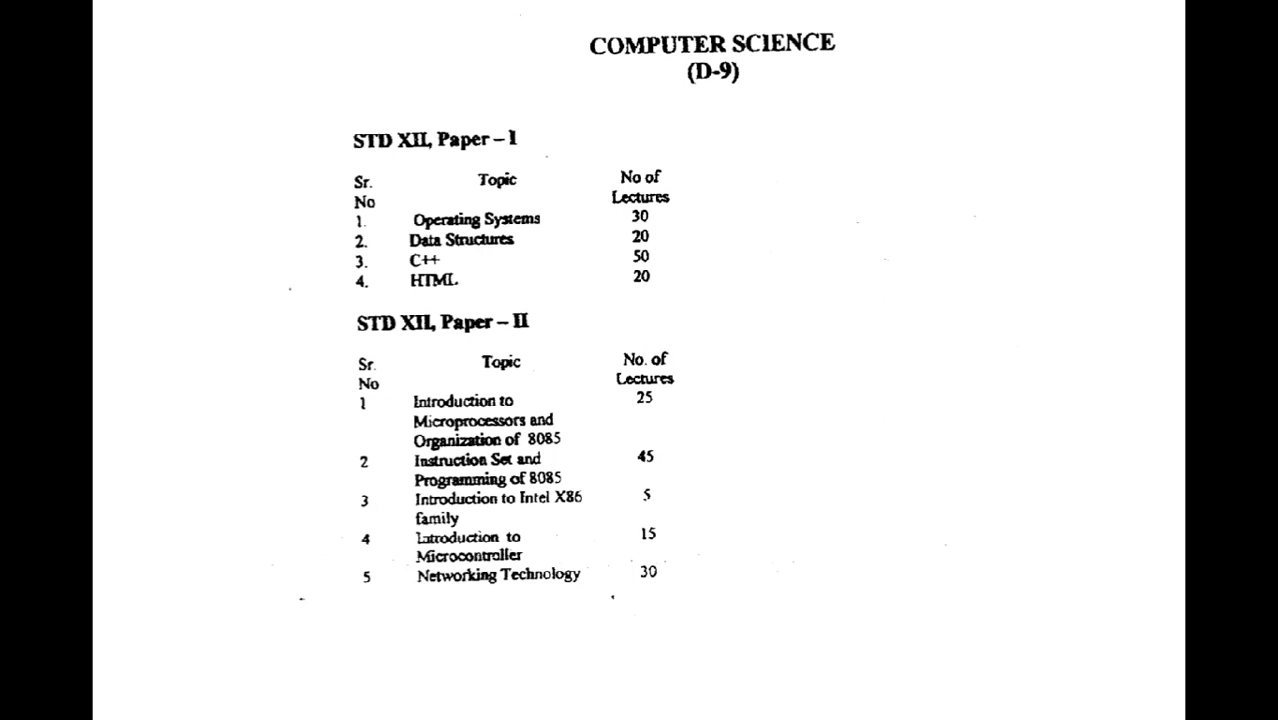 COMPUTER SCIENCE
(D-9)
STD XII, Paper – I
Sr. Topic No of
No Lectures
1. Operating Systems 30
2. Data Structures 20
3. C++ 50
4. HTML 20
STD XII, Paper – II
Sr. Topic No. of
No Lectures
1 Introduction to 25
Microprocessors and
Organization of 8085
2 Instruction Set and 45
Programming of 8085
3 Introduction to Intel X86 5
family
4 Introduction to 15
Microcontroller
5 Networking Technology 30